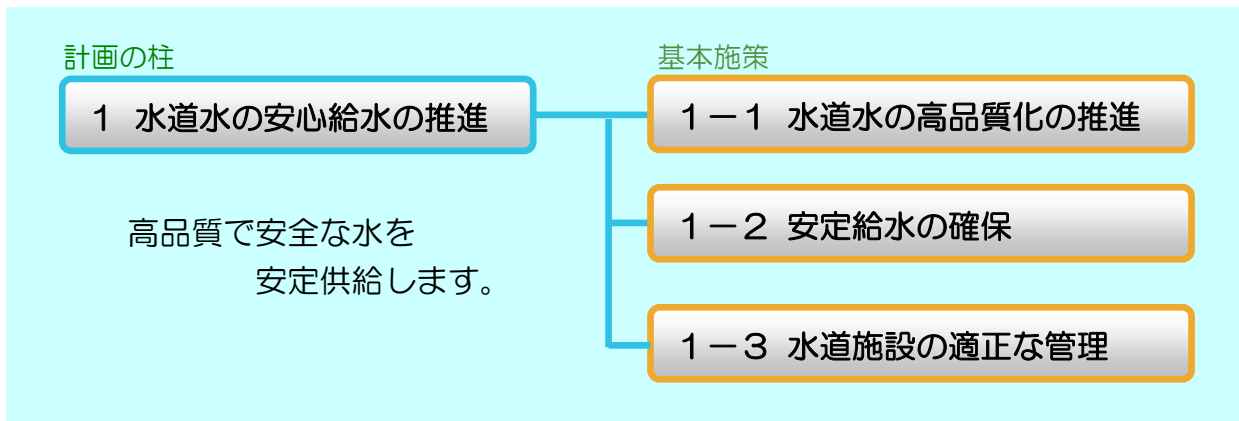 計画の柱
基本施策
1 水道水の安心給水の推進
1－1 水道水の高品質化の推進
1－2 安定給水の確保
高品質で安全な水を
安定供給します。
1－3 水道施設の適正な管理